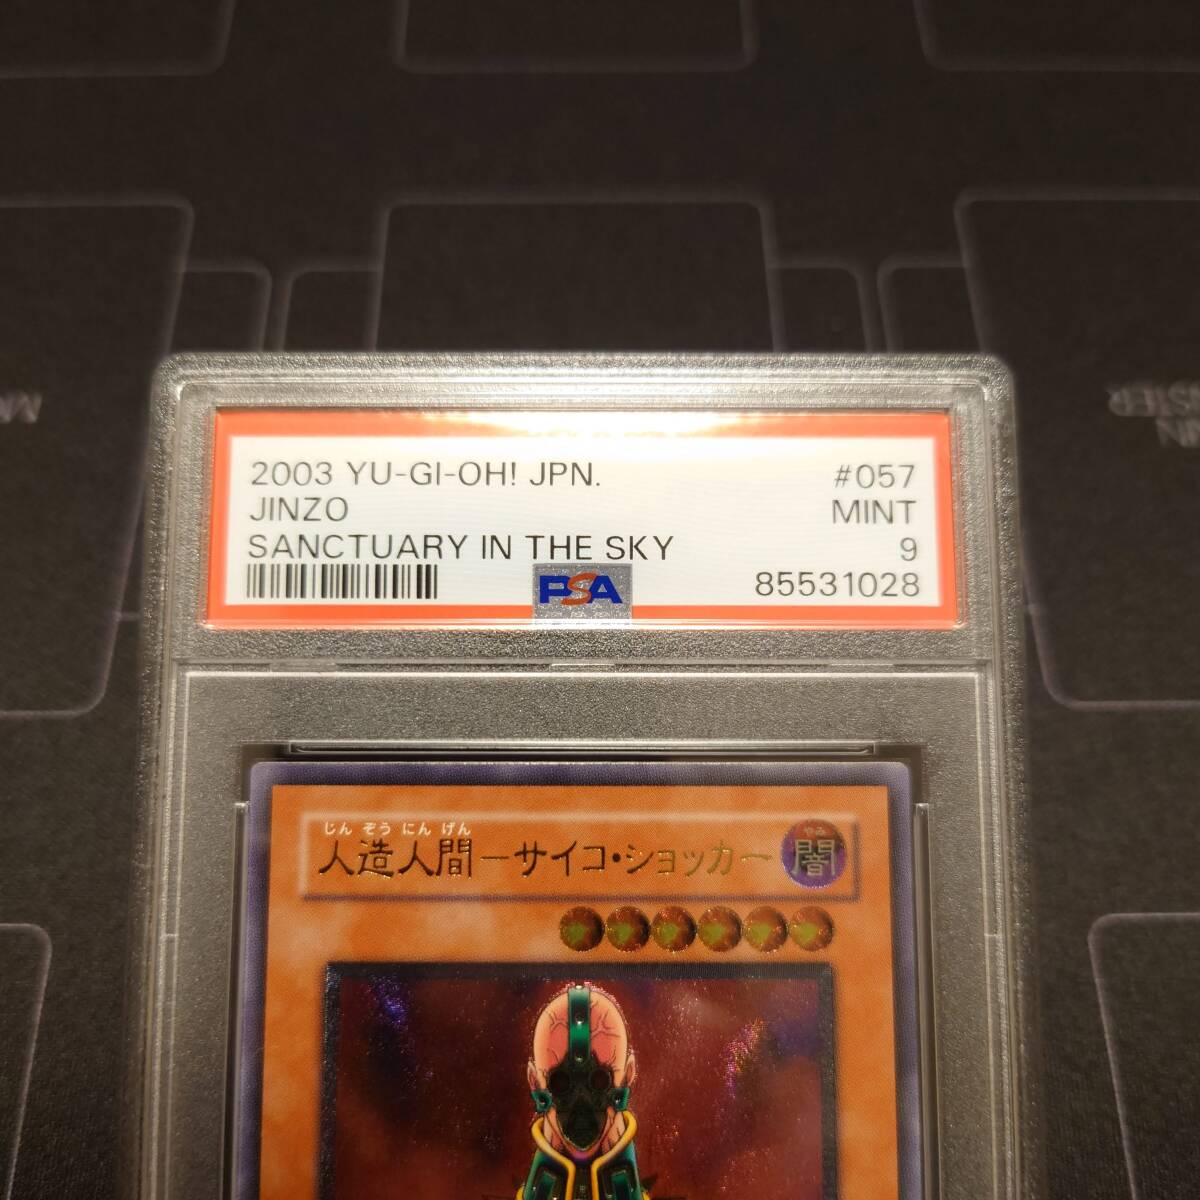 2003 YU-GI-OH! JPN. #057
JINZO MINT
SANCTUARY IN THE SKY 9
PSA 85531028
じん ぞう にん げん
人造人間－サイコ・ショッカー
やみ
闇